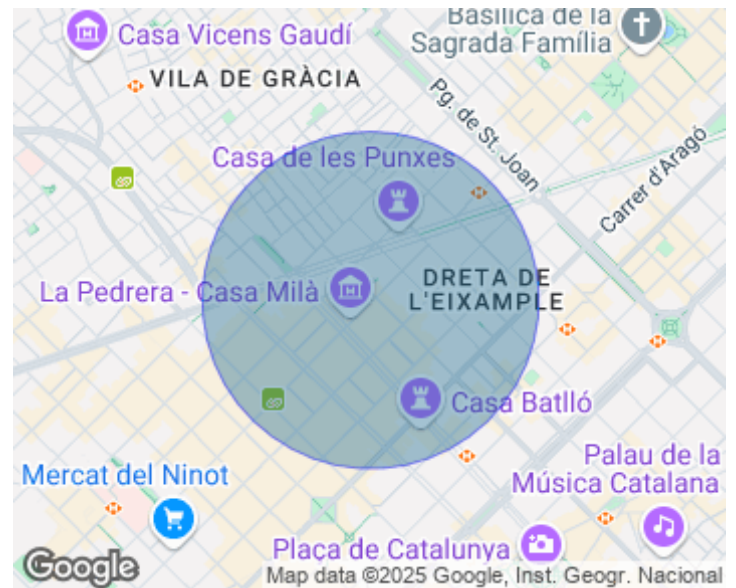 Basílica de la
Sagrada Família
Casa Vicens Gaudí
VILA DE GRÀCIA
Pg. de St. Joan
Casa de les Punxes
Carrer d'Aragó
La Pedrera - Casa Milà
DRETA DE
L'EIXAMPLE
Casa Batlló
Mercat del Ninot
Palau de la
Música Catalana
Plaça de Catalunya
Google
Map data ©2025 Google, Inst. Geogr. Nacional